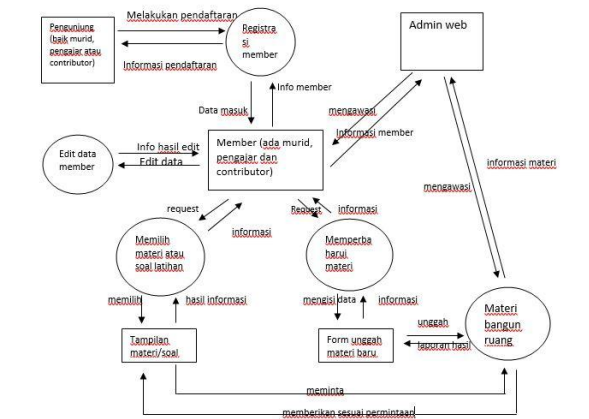 Melakukan pendaftaran
Pengunjung
(baik murid,
pengajar atau
contributor)
Registra
si
member
Admin web
Informasi pendaftaran
Info member
Data masuk
mengawasi
Informasi member
Member (ada murid,
pengajar dan
contributor)
Edit data
member
Info hasil edit
Edit data
informasi materi
mengawasi
request
informasi
Request
informasi
Memilih
materi atau
soal latihan
Memperba
harui
materi
memilih
hasil informasi
mengisi data
informasi
Materi
bangun
ruang
unggah
laporan hasil
Tampilan
materi/soal
Form unggah
materi baru
meminta
memberikan sesuai permintaan